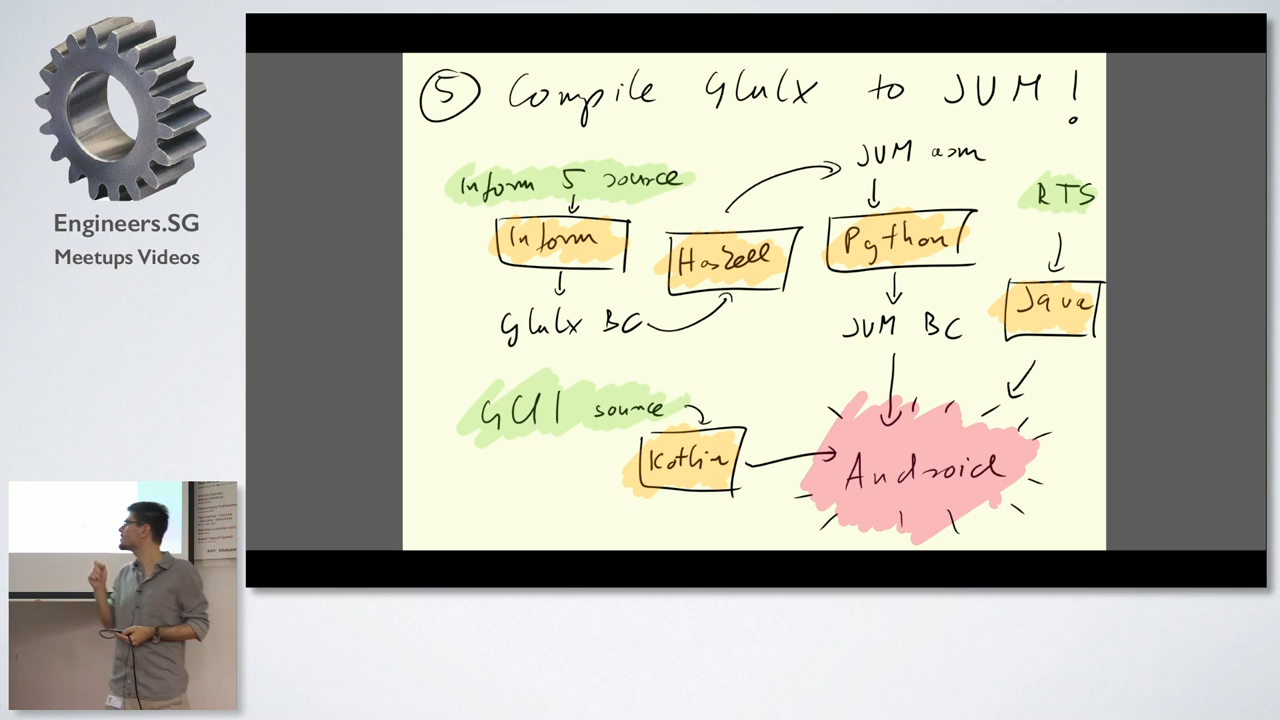 Engineers.SG
Meetups Videos
5 Compile Glulx to JVM!
Inform 5 source
Inform
Glulx BC
Haskell
JVM asm
Python
JVM BC
RTS
Java
GUI source
Kotlin
Android